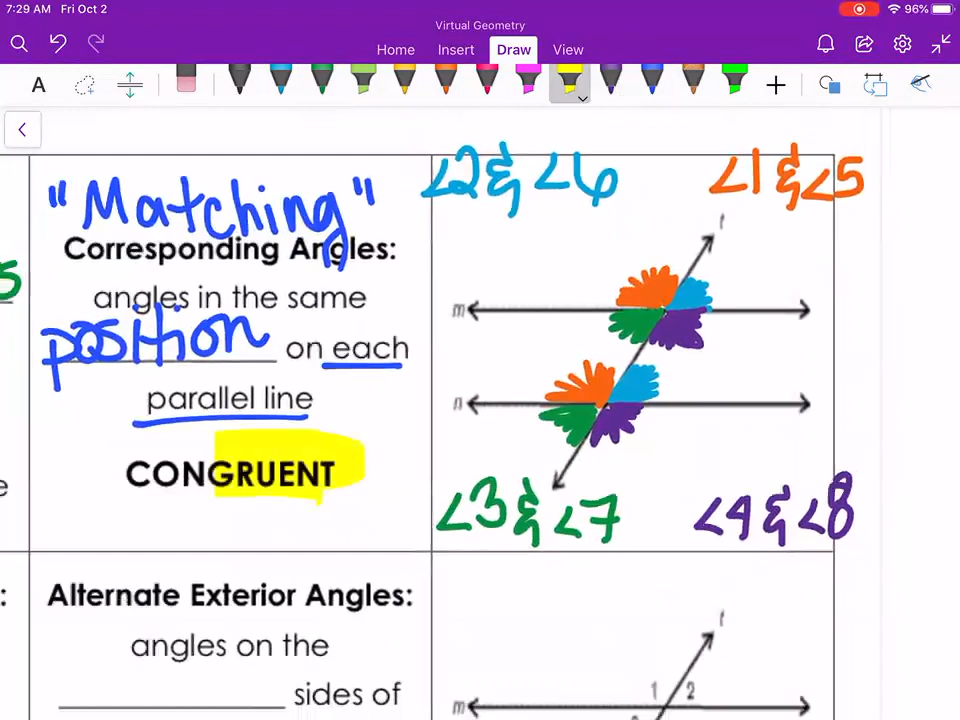 7:29 AM Fri Oct 2
96%
Virtual Geometry
Home Insert Draw View
A
"Matching"
Corresponding Angles:
angles in the same
position on each
parallel line
CONGRUENT
<2 & <6
<1 & <5
t
m
n
<3 & <7
<4 & <8
s
e
:
Alternate Exterior Angles:
angles on the
____ sides of
t
1 2
m